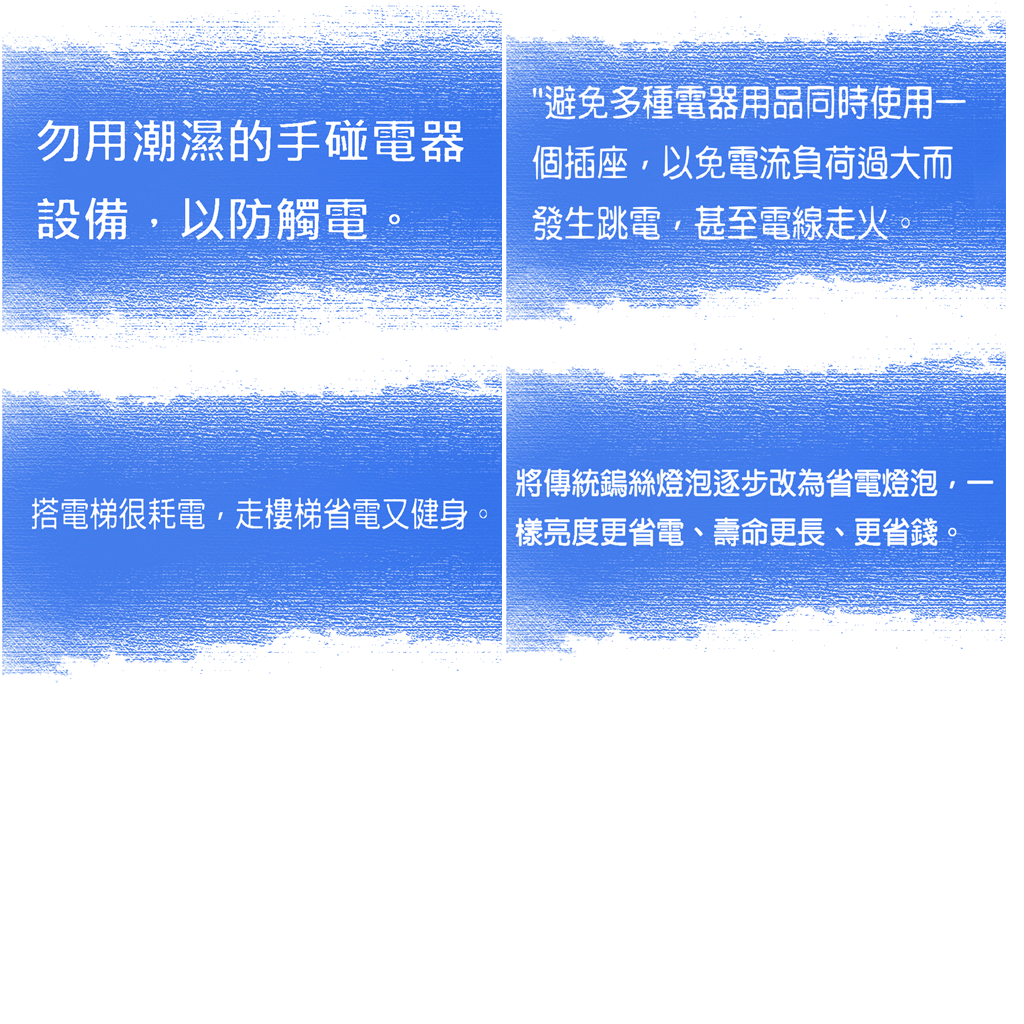 勿用潮濕的手碰電器
設備，以防觸電。
"避免多種電器用品同時使用一
個插座，以免電流負荷過大而
發生跳電，甚至電線走火。
搭電梯很耗電，走樓梯省電又健身。
將傳統鎢絲燈泡逐步改為省電燈泡，一
樣亮度更省電、壽命更長、更省錢。